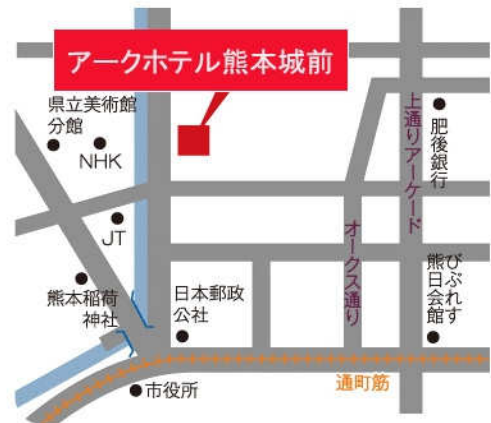 アークホテル熊本城前
県立美術館
分館
NHK
JT
熊本稲荷
神社
日本郵政
公社
市役所
通町筋
オークス通り
上通りアーケード
肥後銀行
びぷれす
熊日会館